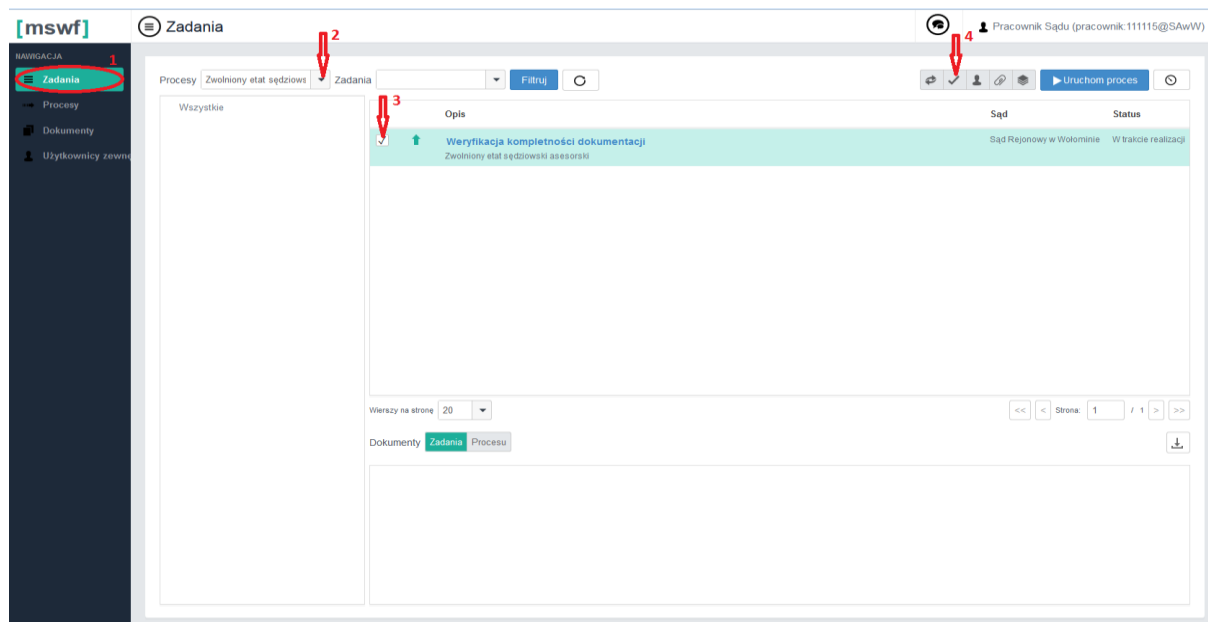 [mswf]
Zadania
2
4
Pracownik Sądu (pracownik:111115@SAwW)
NAWIGACJA
1
Zadania
Procesy
Dokumenty
Użytkownicy zewnę
Procesy Zwolniony etat sędziows Zadania Filtruj Uruchom proces
Wszystkie
3
Opis Sąd Status
Weryfikacja kompletności dokumentacji Sąd Rejonowy w Wołominie W trakcie realizacji
Zwolniony etat sędziowski asesorski
Wierszy na stronę 20 << < Strona: 1 / 1 > >>
Dokumenty Zadania Procesu